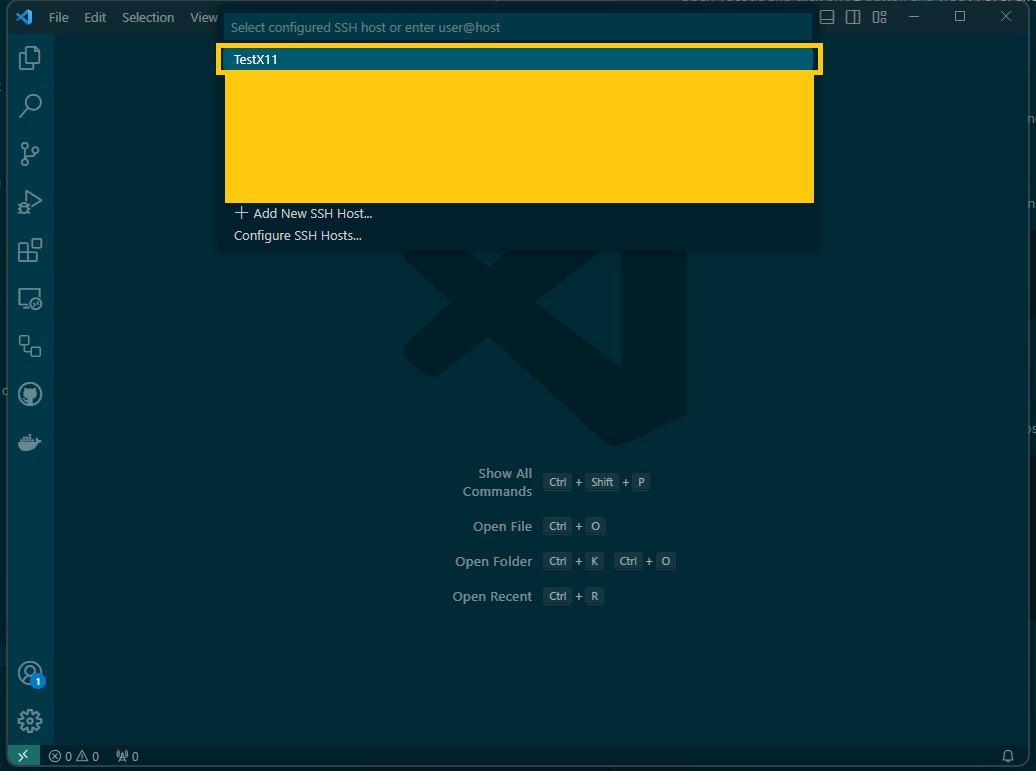 File Edit Selection View
Select configured SSH host or enter user@host
TestX11
Add New SSH Host...
Configure SSH Hosts...
Show All
Commands
Ctrl + Shift + P
Open File Ctrl + O
Open Folder Ctrl + K Ctrl + O
Open Recent Ctrl + R
1
0 0 0